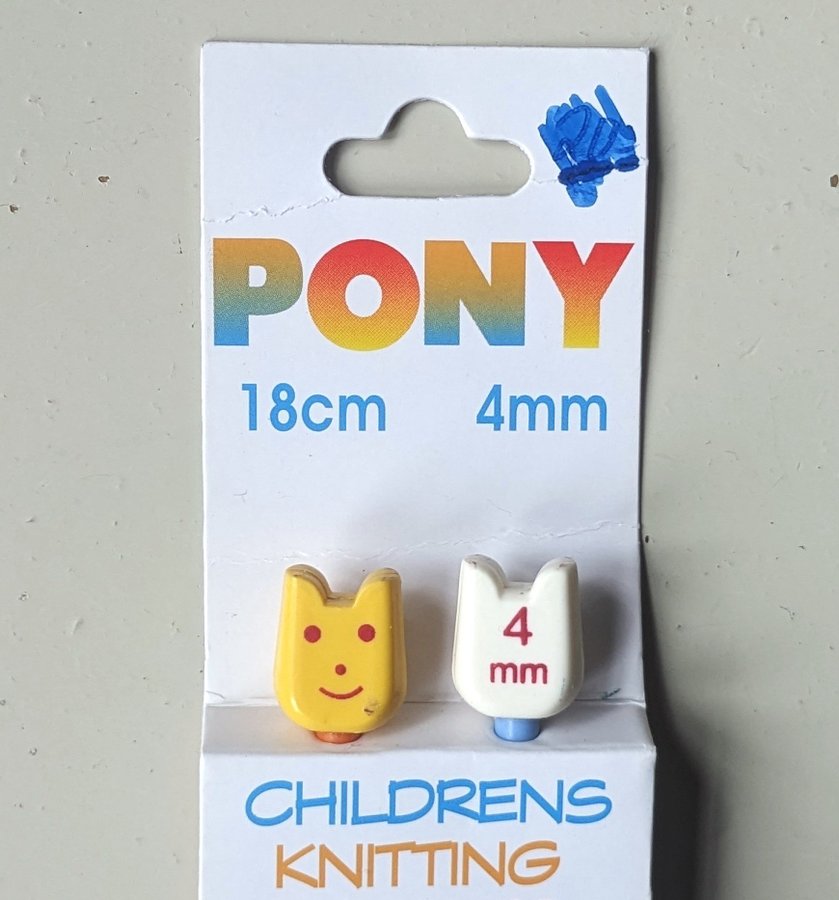 PONY
18cm 4mm
4
mm
CHILDRENS
KNITTING